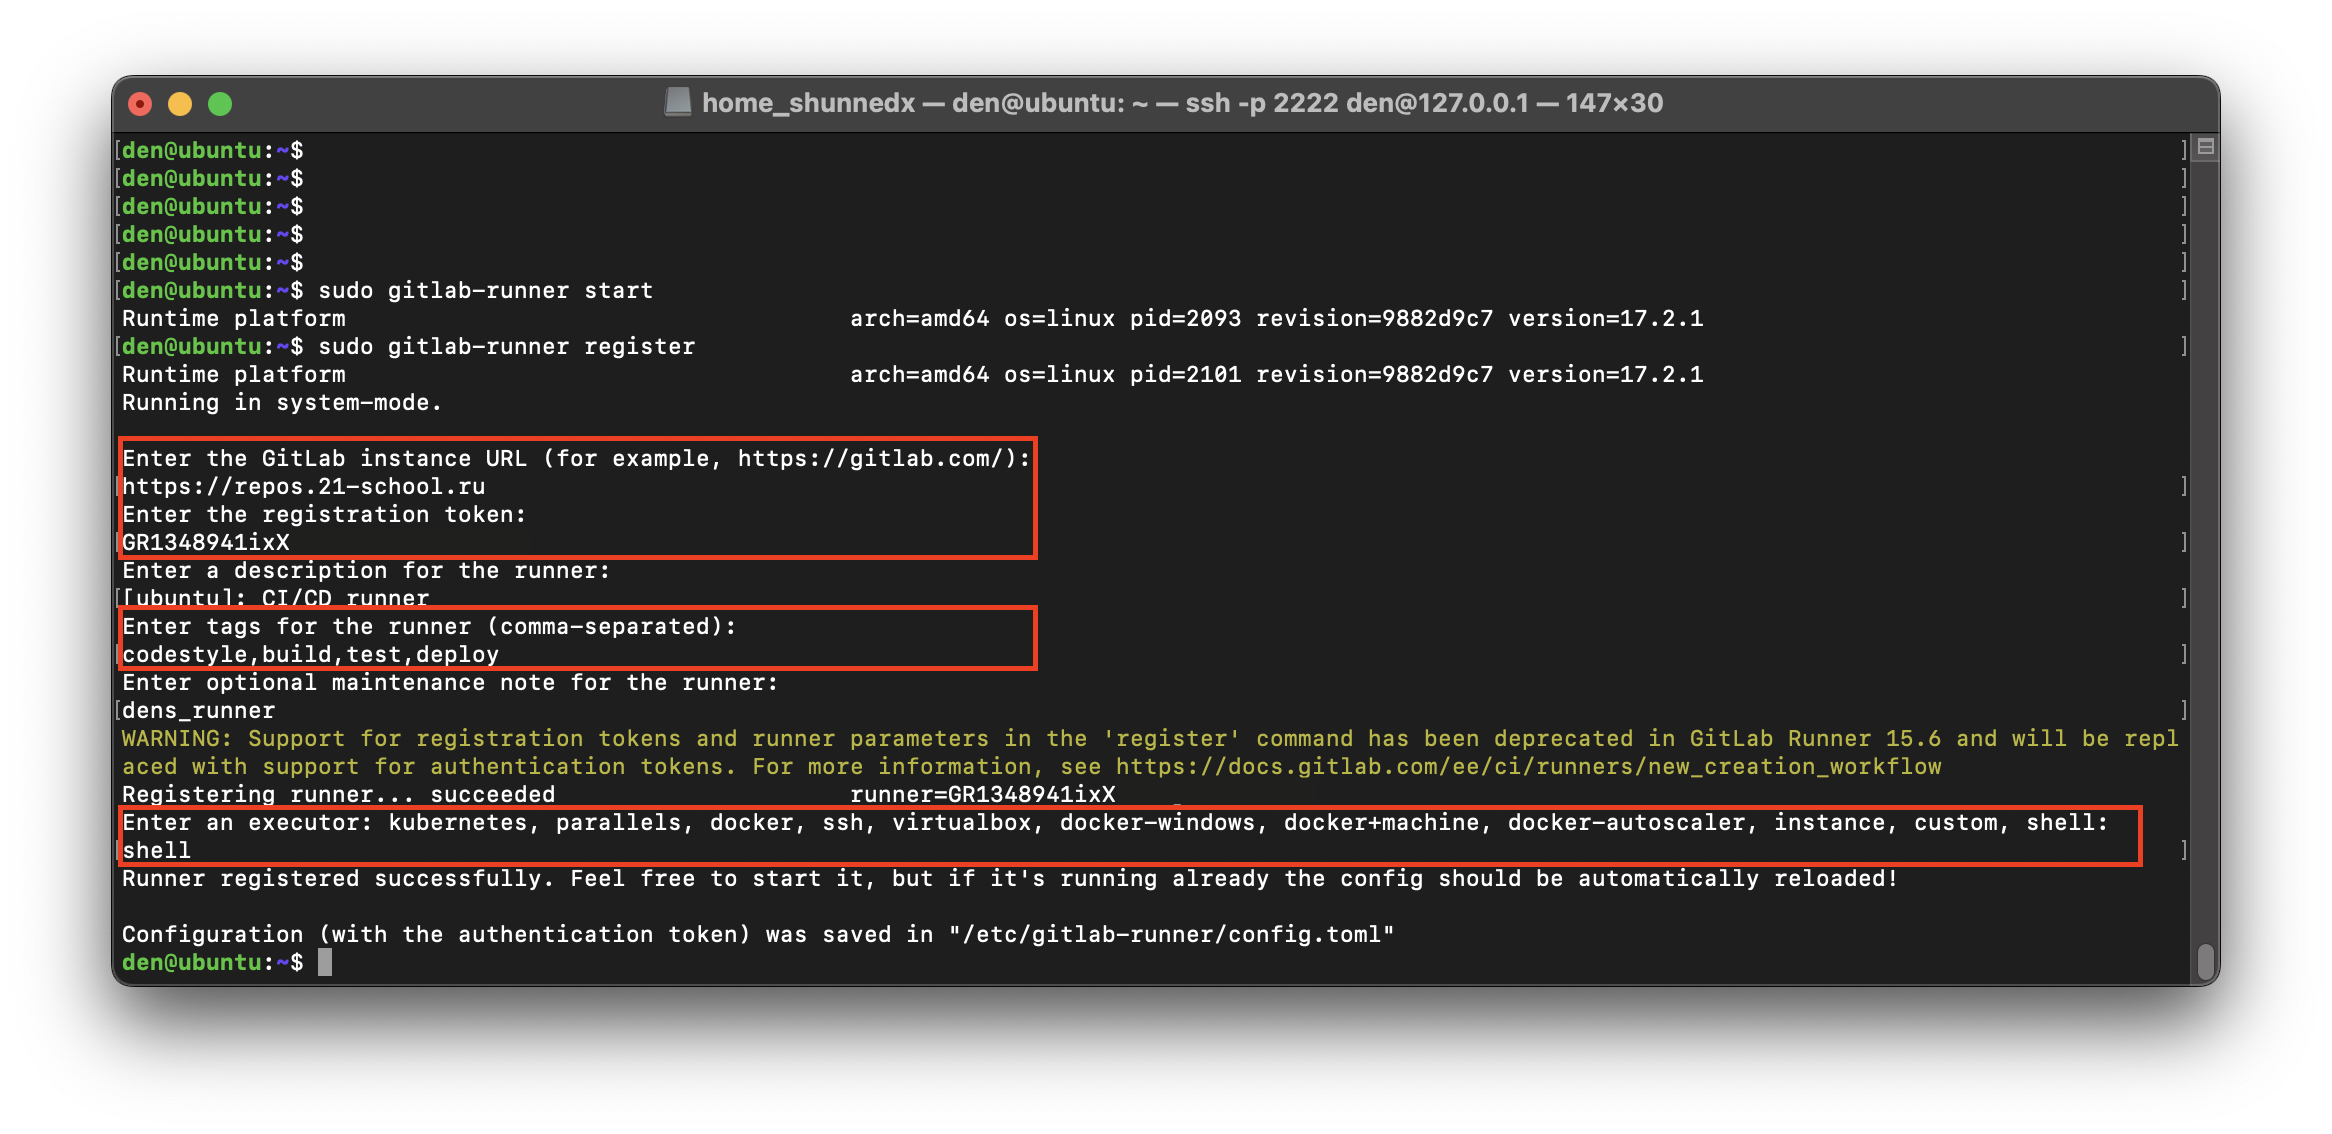 home_shunnedx — den@ubuntu: ~ — ssh -p 2222 den@127.0.0.1 — 147×30
[den@ubuntu:~$ ]
[den@ubuntu:~$ ]
[den@ubuntu:~$ ]
[den@ubuntu:~$ ]
[den@ubuntu:~$ ]
[den@ubuntu:~$ sudo gitlab-runner start ]
Runtime platform arch=amd64 os=linux pid=2093 revision=9882d9c7 version=17.2.1
[den@ubuntu:~$ sudo gitlab-runner register ]
Runtime platform arch=amd64 os=linux pid=2101 revision=9882d9c7 version=17.2.1
Running in system-mode.
Enter the GitLab instance URL (for example, https://gitlab.com/):
[https://repos.21-school.ru ]
Enter the registration token:
[GR1348941ixX ]
Enter a description for the runner:
[[ubuntu]: CI/CD runner ]
Enter tags for the runner (comma-separated):
[codestyle,build,test,deploy ]
Enter optional maintenance note for the runner:
[dens_runner ]
WARNING: Support for registration tokens and runner parameters in the 'register' command has been deprecated in GitLab Runner 15.6 and will be repl
aced with support for authentication tokens. For more information, see https://docs.gitlab.com/ee/ci/runners/new_creation_workflow
Registering runner... succeeded runner=GR1348941ixX
Enter an executor: kubernetes, parallels, docker, ssh, virtualbox, docker-windows, docker+machine, docker-autoscaler, instance, custom, shell:
[shell ]
Runner registered successfully. Feel free to start it, but if it's running already the config should be automatically reloaded!
Configuration (with the authentication token) was saved in "/etc/gitlab-runner/config.toml"
den@ubuntu:~$